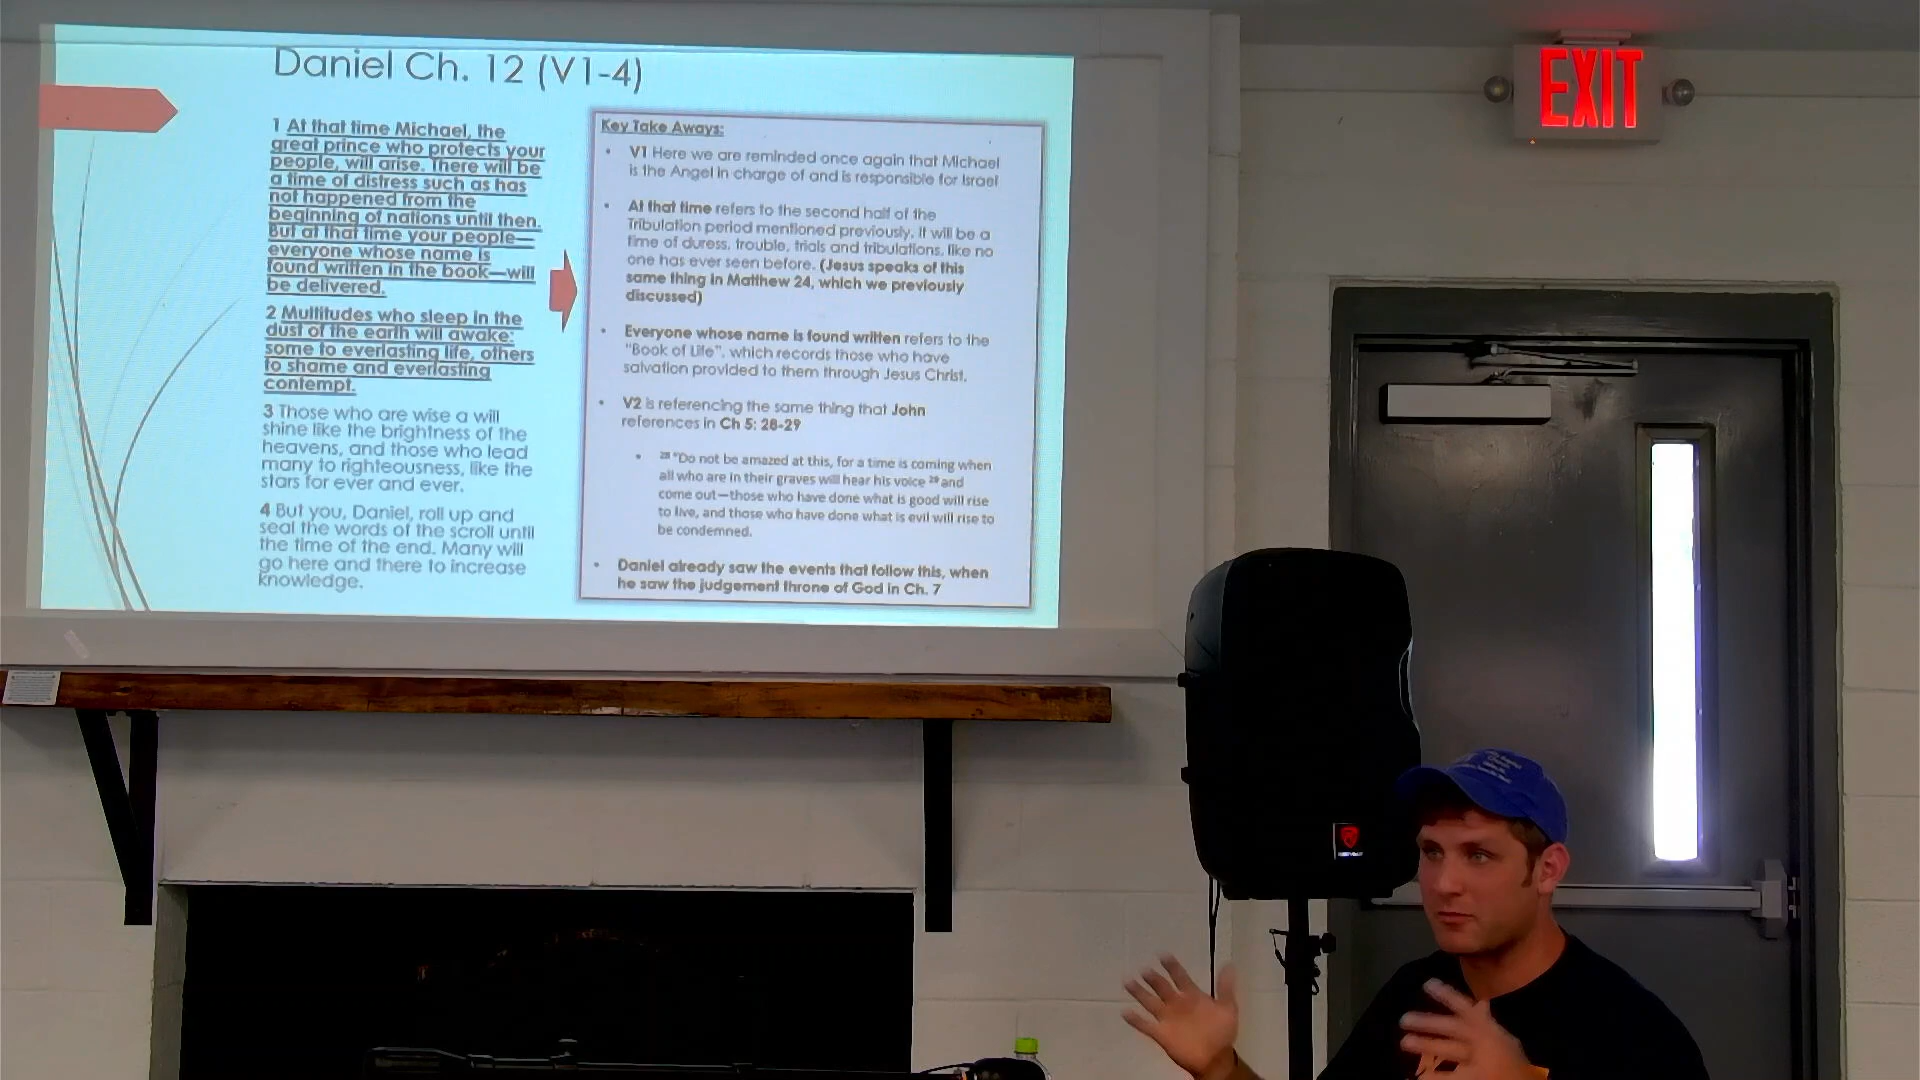 Daniel Ch. 12 (V1-4)
1 At that time Michael, the
great prince who protects your
people, will arise. There will be
a time of distress such as has
not happened from the
beginning of nations until then.
But at that time your people—
everyone whose name is
found written in the book—will
be delivered.
2 Multitudes who sleep in the
dust of the earth will awake:
some to everlasting life, others
to shame and everlasting
contempt.
3 Those who are wise a will
shine like the brightness of the
heavens, and those who lead
many to righteousness, like the
stars for ever and ever.
4 But you, Daniel, roll up and
seal the words of the scroll until
the time of the end. Many will
go here and there to increase
knowledge.
Key Take Aways:
• V1 Here we are reminded once again that Michael
is the Angel in charge of and is responsible for Israel
• At that time refers to the second half of the
Tribulation period mentioned previously. It will be a
time of duress, trouble, trials and tribulations, like no
one has ever seen before. (Jesus speaks of this
same thing in Matthew 24, which we previously
discussed)
• Everyone whose name is found written refers to the
"Book of Life", which records those who have
salvation provided to them through Jesus Christ.
• V2 is referencing the same thing that John
references in Ch 5: 28-29
• 28 "Do not be amazed at this, for a time is coming when
all who are in their graves will hear his voice 29 and
come out—those who have done what is good will rise
to live, and those who have done what is evil will rise to
be condemned.
• Daniel already saw the events that follow this, when
he saw the judgement throne of God in Ch. 7
EXIT